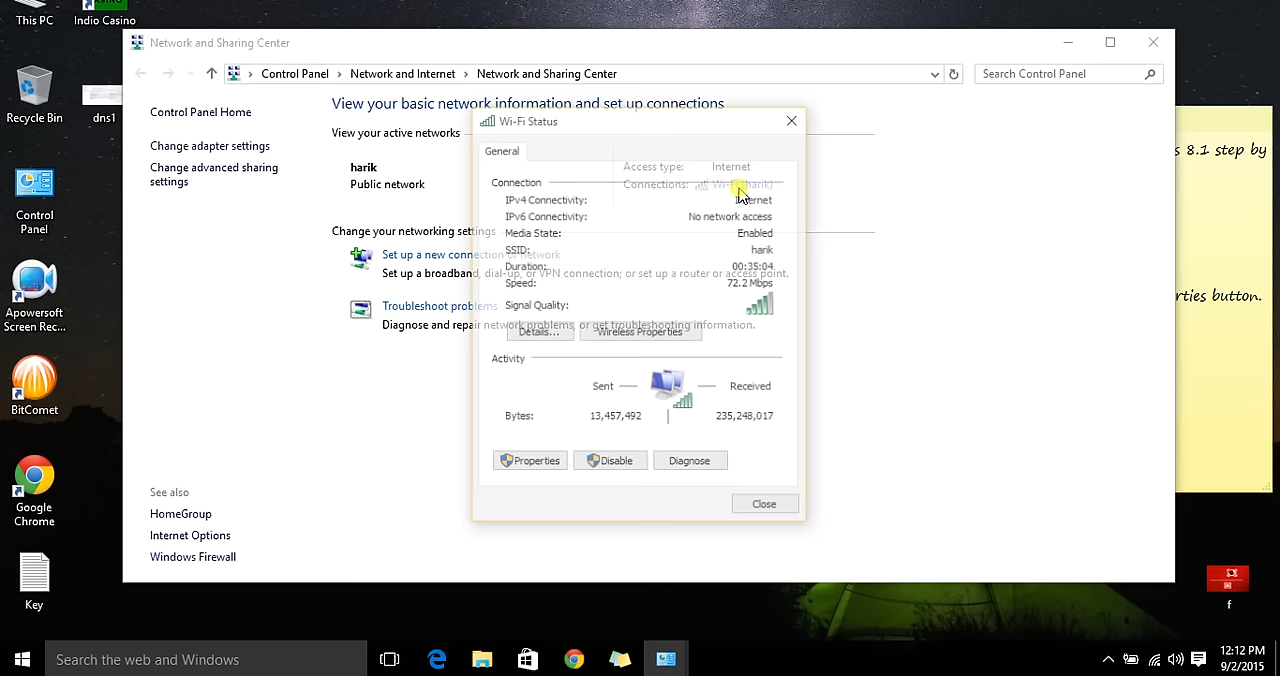 This PC
Indio Casino
Recycle Bin
dns1
Control
Panel
Apowersoft
Screen Rec...
BitComet
Google
Chrome
Key
Network and Sharing Center
Control Panel > Network and Internet > Network and Sharing Center
Search Control Panel
Control Panel Home
Change adapter settings
Change advanced sharing
settings
See also
HomeGroup
Internet Options
Windows Firewall
View your basic network information and set up connections
View your active networks
harik
Public network
Access type: Internet
Connections: Wi-Fi (harik)
Change your networking settings
Set up a new connection or network
Set up a broadband, dial-up, or VPN connection; or set up a router or access point.
Troubleshoot problems
Diagnose and repair network problems, or get troubleshooting information.
Wi-Fi Status
General
Connection
IPv4 Connectivity: Internet
IPv6 Connectivity: No network access
Media State: Enabled
SSID: harik
Duration: 00:35:04
Speed: 72.2 Mbps
Signal Quality:
Details... Wireless Properties
Activity
Sent Received
Bytes: 13,457,492 235,248,017
Properties Disable Diagnose
Close
s 8.1 step by
rties button.
f
Search the web and Windows
12:12 PM
9/2/2015